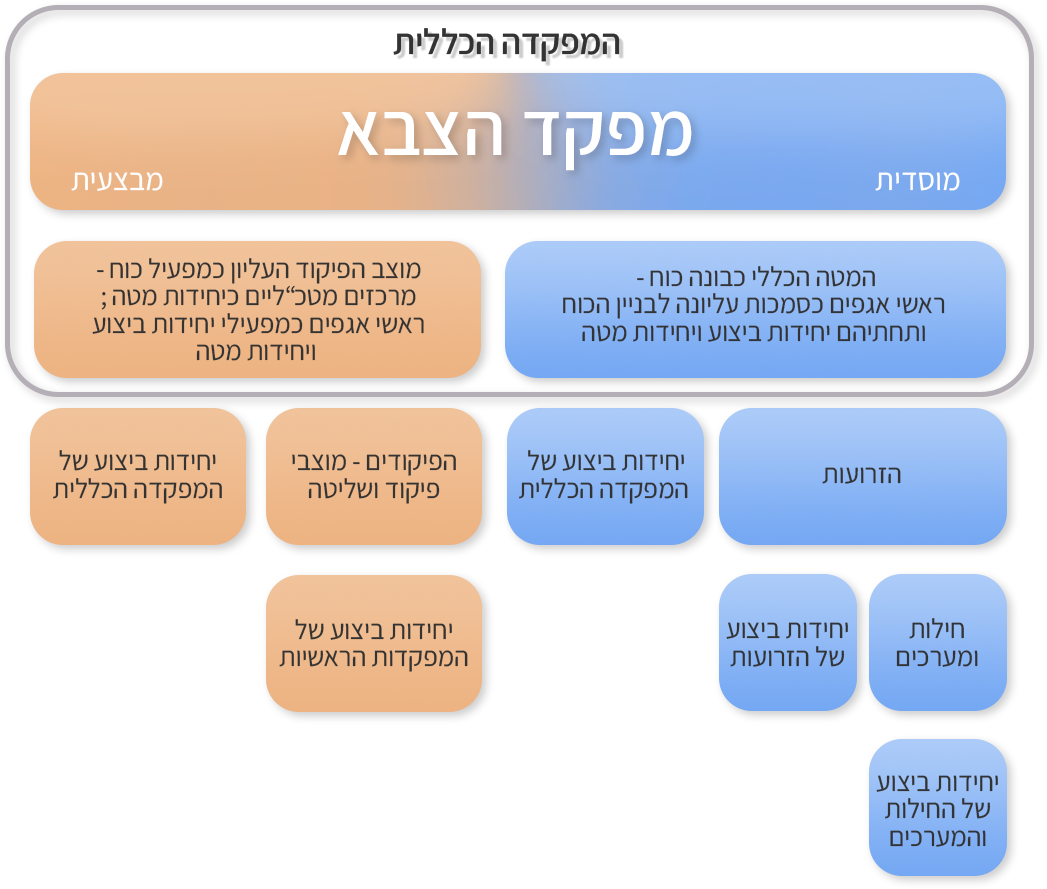 המפקדה הכללית
מפקד הצבא
מוסדית
מבצעית
המטה הכללי כבונה כוח -
ראשי אגפים כסמכות עליונה לבניין הכוח
ותחתיהם יחידות ביצוע ויחידות מטה
מוצב הפיקוד העליון כמפעיל כוח -
מרכזים מטכ“ליים כיחידות מטה ;
ראשי אגפים כמפעילי יחידות ביצוע
ויחידות מטה
הזרועות
יחידות ביצוע של
המפקדה הכללית
הפיקודים - מוצבי
פיקוד ושליטה
יחידות ביצוע של
המפקדה הכללית
חילות
ומערכים
יחידות ביצוע
של הזרועות
יחידות ביצוע של
המפקדות הראשיות
יחידות ביצוע
של החילות
והמערכים